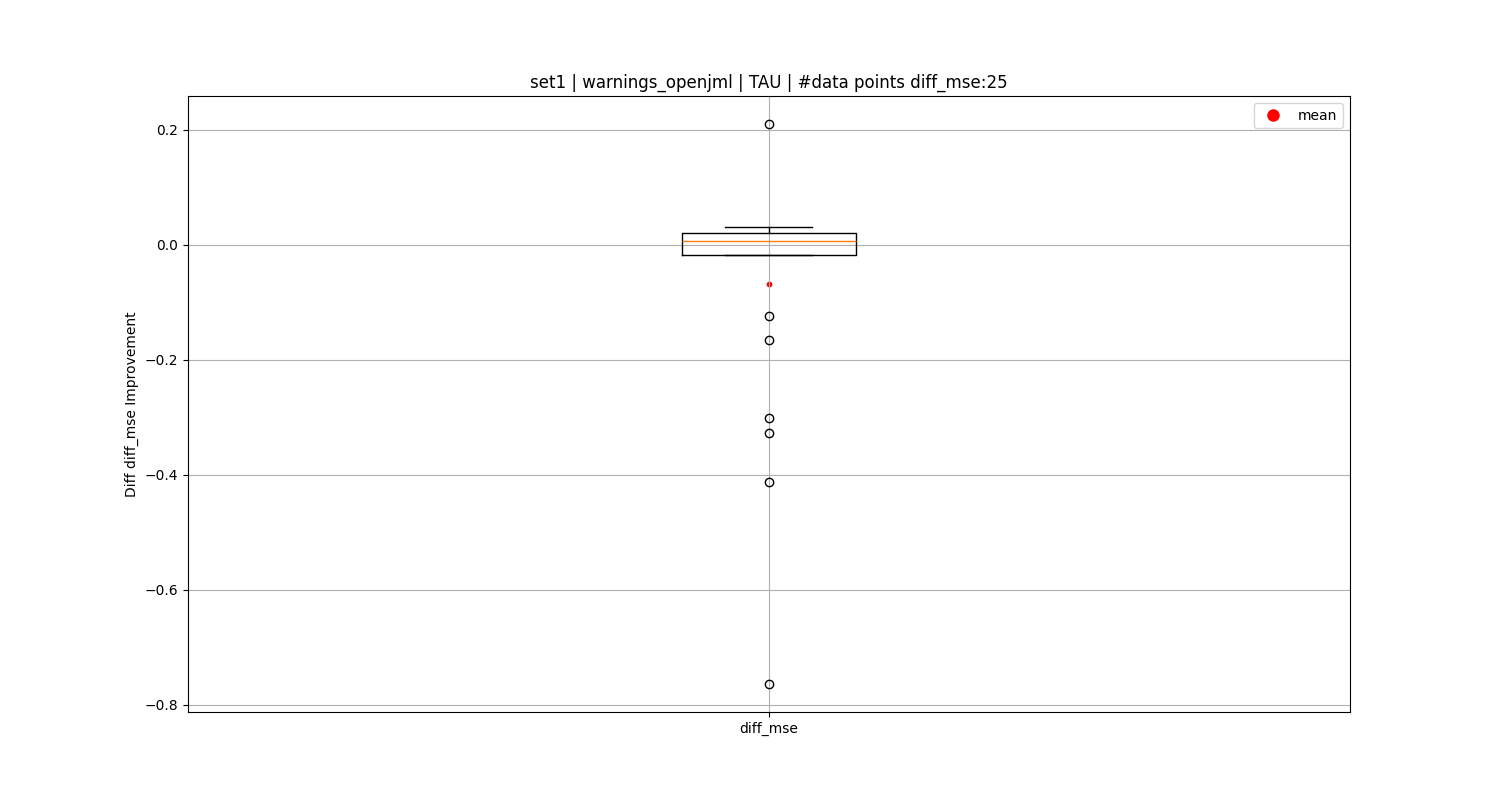 set1 | warnings_openjml | TAU | #data points diff_mse:25
mean
0.2
0.0
−0.2
−0.4
−0.6
−0.8
Diff diff_mse Improvement
diff_mse